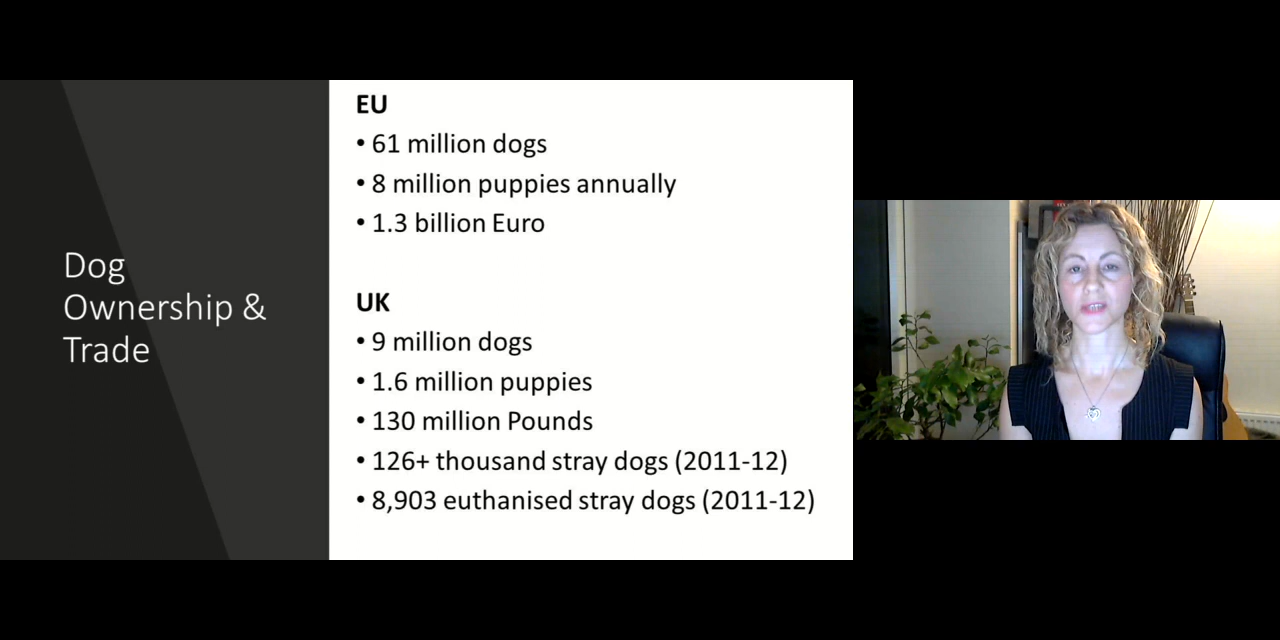 Dog
Ownership &
Trade
EU
• 61 million dogs
• 8 million puppies annually
• 1.3 billion Euro
UK
• 9 million dogs
• 1.6 million puppies
• 130 million Pounds
• 126+ thousand stray dogs (2011-12)
• 8,903 euthanised stray dogs (2011-12)